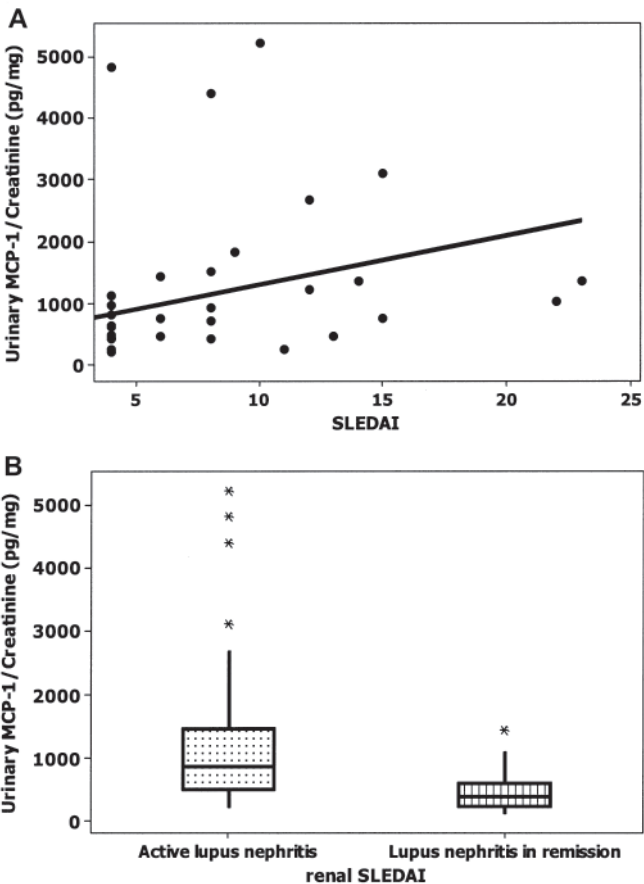 A
Urinary MCP-1/Creatinine (pg/mg)
5000
4000
3000
2000
1000
0
5 10 15 20 25
SLEDAI
B
Urinary MCP-1/Creatinine (pg/mg)
5000
4000
3000
2000
1000
0
Active lupus nephritis Lupus nephritis in remission
renal SLEDAI